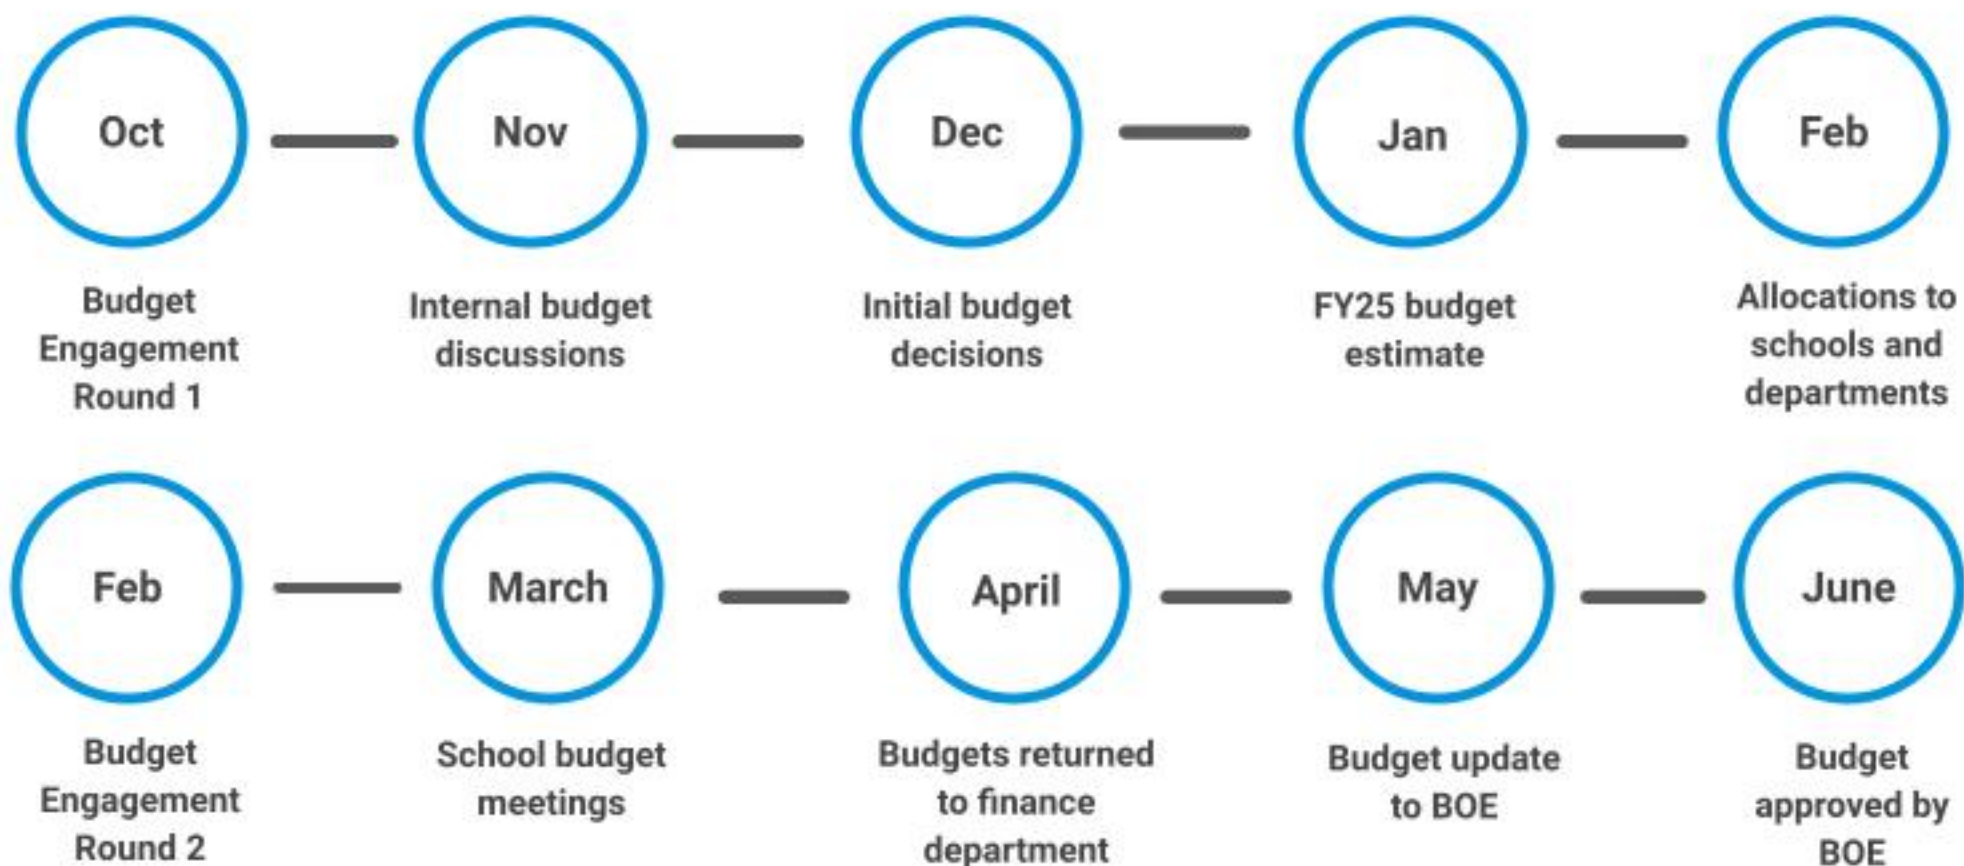 Oct
Nov
Dec
Jan
Feb
Budget
Engagement
Round 1
Internal budget
discussions
Initial budget
decisions
FY25 budget
estimate
Allocations to
schools and
departments
Feb
March
April
May
June
Budget
Engagement
Round 2
School budget
meetings
Budgets returned
to finance
department
Budget update
to BOE
Budget
approved by
BOE